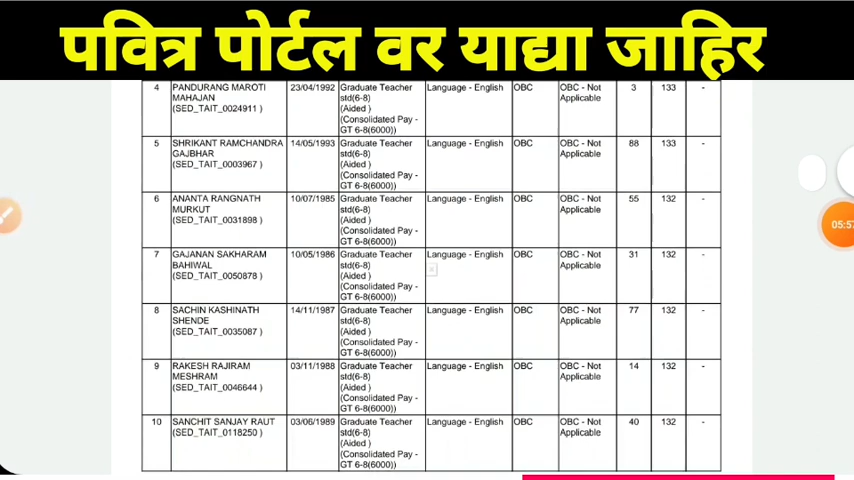 पवित्र पोर्टल वर याद्या जाहिर
4 PANDURANG MAROTI 23/04/1992 Graduate Teacher Language - English OBC OBC - Not 3 133 -
MAHAJAN std(6-8) Applicable
(SED_TAIT_0024911 ) (Aided )
(Consolidated Pay -
GT 6-8(6000))
5 SHRIKANT RAMCHANDRA 14/05/1993 Graduate Teacher Language - English OBC OBC - Not 88 133 -
GAJBHAR std(6-8) Applicable
(SED_TAIT_0003967 ) (Aided )
(Consolidated Pay -
GT 6-8(6000))
6 ANANTA RANGNATH 10/07/1985 Graduate Teacher Language - English OBC OBC - Not 55 132 -
MURKUT std(6-8) Applicable
(SED_TAIT_0031898 ) (Aided )
(Consolidated Pay -
GT 6-8(6000))
7 GAJANAN SAKHARAM 10/05/1986 Graduate Teacher Language - English OBC OBC - Not 31 132 -
BAHIWAL std(6-8) Applicable
(SED_TAIT_0050878 ) (Aided )
(Consolidated Pay -
GT 6-8(6000))
8 SACHIN KASHINATH 14/11/1987 Graduate Teacher Language - English OBC OBC - Not 77 132 -
SHENDE std(6-8) Applicable
(SED_TAIT_0035087 ) (Aided )
(Consolidated Pay -
GT 6-8(6000))
9 RAKESH RAJIRAM 03/11/1988 Graduate Teacher Language - English OBC OBC - Not 14 132 -
MESHRAM std(6-8) Applicable
(SED_TAIT_0046644 ) (Aided )
(Consolidated Pay -
GT 6-8(6000))
10 SANCHIT SANJAY RAUT 03/06/1989 Graduate Teacher Language - English OBC OBC - Not 40 132 -
(SED_TAIT_0118250 ) std(6-8) Applicable
(Aided )
(Consolidated Pay -
GT 6-8(6000))
05:57